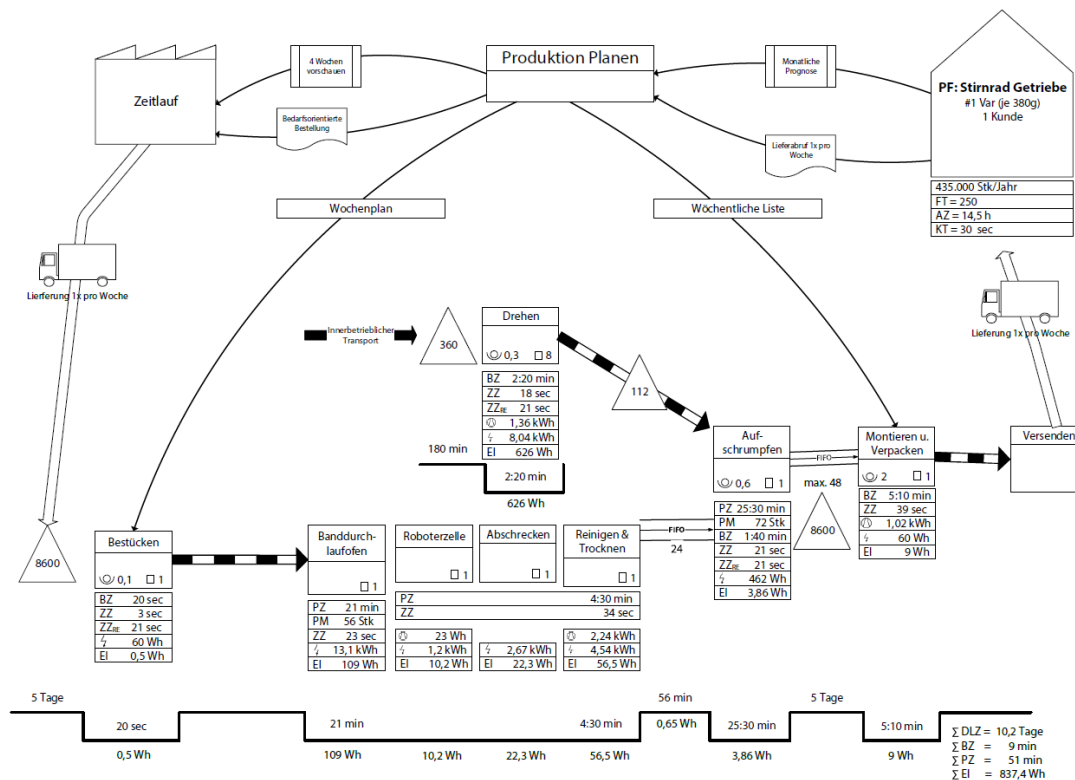 Zeitlauf
4 Wochen
vorschauen
Bedarfsorientierte
Bestellung
Produktion Planen
Monatliche
Prognose
Lieferabruf 1x pro
Woche
PF: Stirnrad Getriebe
#1 Var (je 380g)
1 Kunde
435.000 Stk/Jahr
FT = 250
AZ = 14,5 h
KT = 30 sec
Wochenplan
Wöchentliche Liste
Lierferung 1x pro Woche
Lieferung 1x pro Woche
Innerbetrieblicher
Transport
360
Drehen
0,3 8
BZ 2:20 min
ZZ 18 sec
ZZRE 21 sec
1,36 kWh
8,04 kWh
EI 626 Wh
180 min
2:20 min
626 Wh
112
Auf-
schrumpfen
0,6 1
PZ 25:30 min
PM 72 Stk
BZ 1:40 min
ZZ 21 sec
ZZRE 21 sec
462 Wh
EI 3,86 Wh
FIFO
max. 48
8600
Montieren u.
Verpacken
2 1
BZ 5:10 min
ZZ 39 sec
1,02 kWh
60 Wh
EI 9 Wh
Versenden
8600
Bestücken
0,1 1
BZ 20 sec
ZZ 3 sec
ZZRE 21 sec
60 Wh
EI 0,5 Wh
Banddurch-
laufofen
1
PZ 21 min
PM 56 Stk
ZZ 23 sec
13,1 kWh
EI 109 Wh
Roboterzelle
1
Abschrecken
1
Reinigen &
Trocknen
1
PZ 4:30 min
ZZ 34 sec
23 Wh
1,2 kWh
EI 10,2 Wh
2,67 kWh
EI 22,3 Wh
2,24 kWh
4,54 kWh
EI 56,5 Wh
FIFO
24
5 Tage
20 sec
0,5 Wh
21 min
109 Wh
10,2 Wh
22,3 Wh
4:30 min
56,5 Wh
56 min
0,65 Wh
25:30 min
3,86 Wh
5 Tage
5:10 min
9 Wh
∑ DLZ = 10,2 Tage
∑ BZ = 9 min
∑ PZ = 51 min
∑ EI = 837,4 Wh